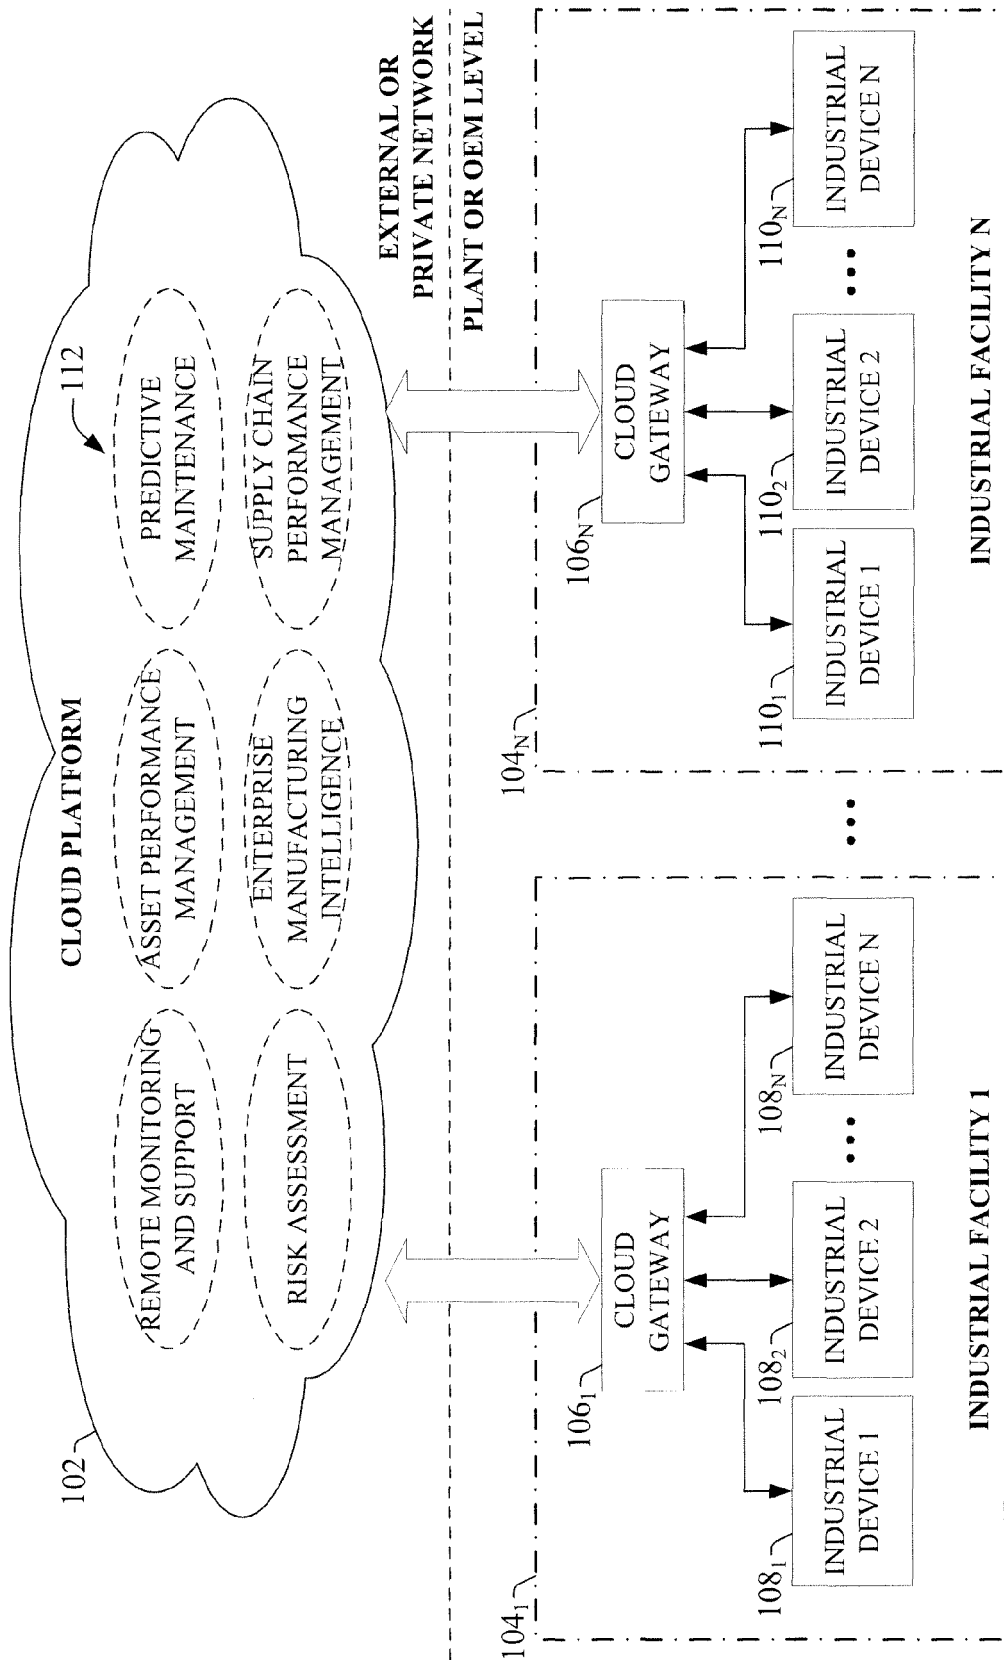 CLOUD PLATFORM
102
112
REMOTE MONITORING
AND SUPPORT
ASSET PERFORMANCE
MANAGEMENT
PREDICTIVE
MAINTENANCE
RISK ASSESSMENT
ENTERPRISE
MANUFACTURING
INTELLIGENCE
SUPPLY CHAIN
PERFORMANCE
MANAGEMENT
EXTERNAL OR
PRIVATE NETWORK
PLANT OR OEM LEVEL
104₁
106₁
CLOUD
GATEWAY
108₁
INDUSTRIAL
DEVICE 1
108₂
INDUSTRIAL
DEVICE 2
•••
108N
INDUSTRIAL
DEVICE N
INDUSTRIAL FACILITY 1
•••
104N
106N
CLOUD
GATEWAY
110₁
INDUSTRIAL
DEVICE 1
110₂
INDUSTRIAL
DEVICE 2
•••
110N
INDUSTRIAL
DEVICE N
INDUSTRIAL FACILITY N